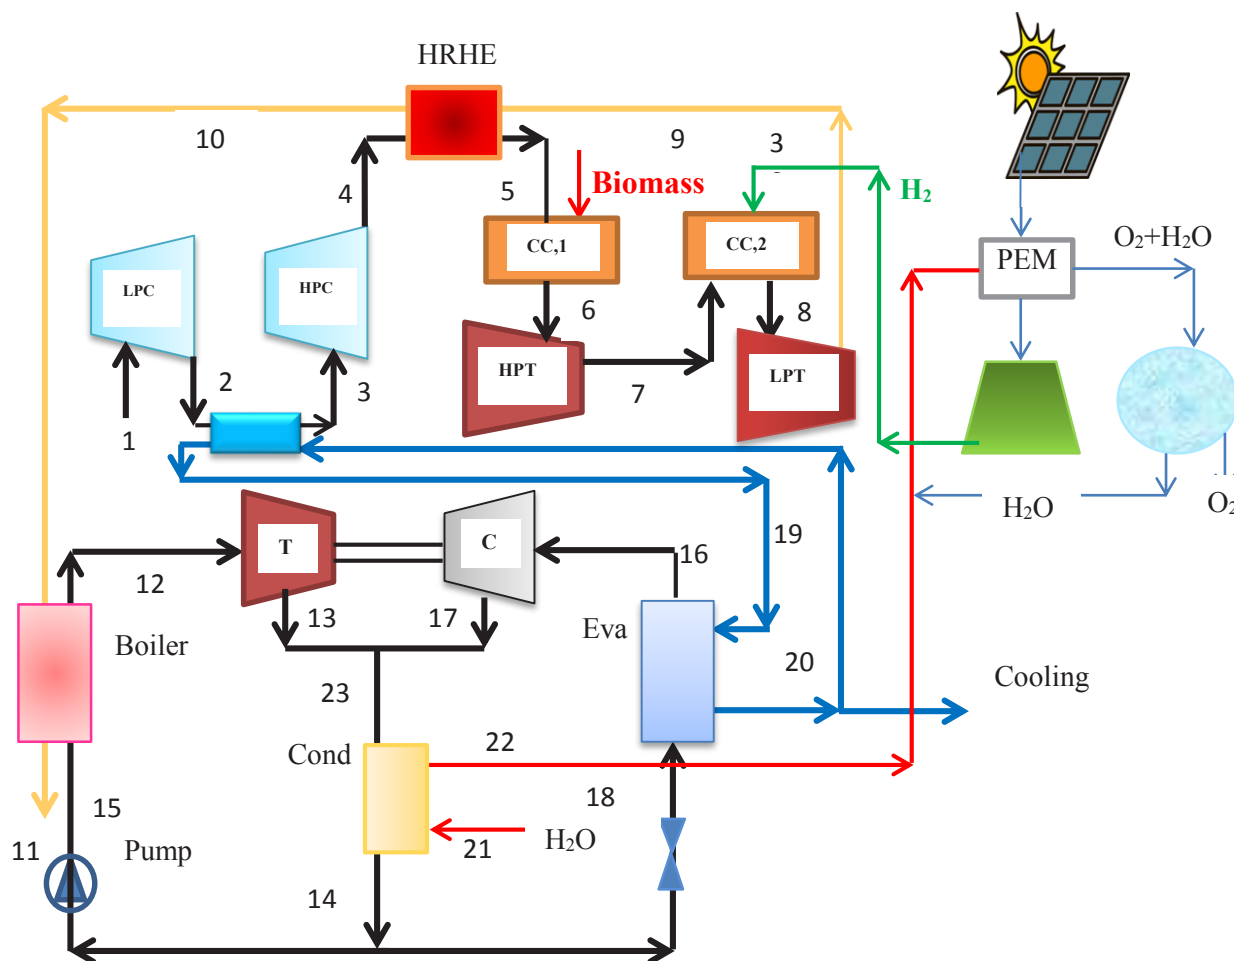 HRHE
10
9
3
4
5
Biomass
H₂
O₂+H₂O
PEM
CC,1
CC,2
LPC
HPC
6
8
HPT
LPT
7
2
3
1
H₂O
O₂
T
C
16
19
12
13
17
Eva
Boiler
20
Cooling
23
Cond
22
18
15
H₂O
11
Pump
21
14